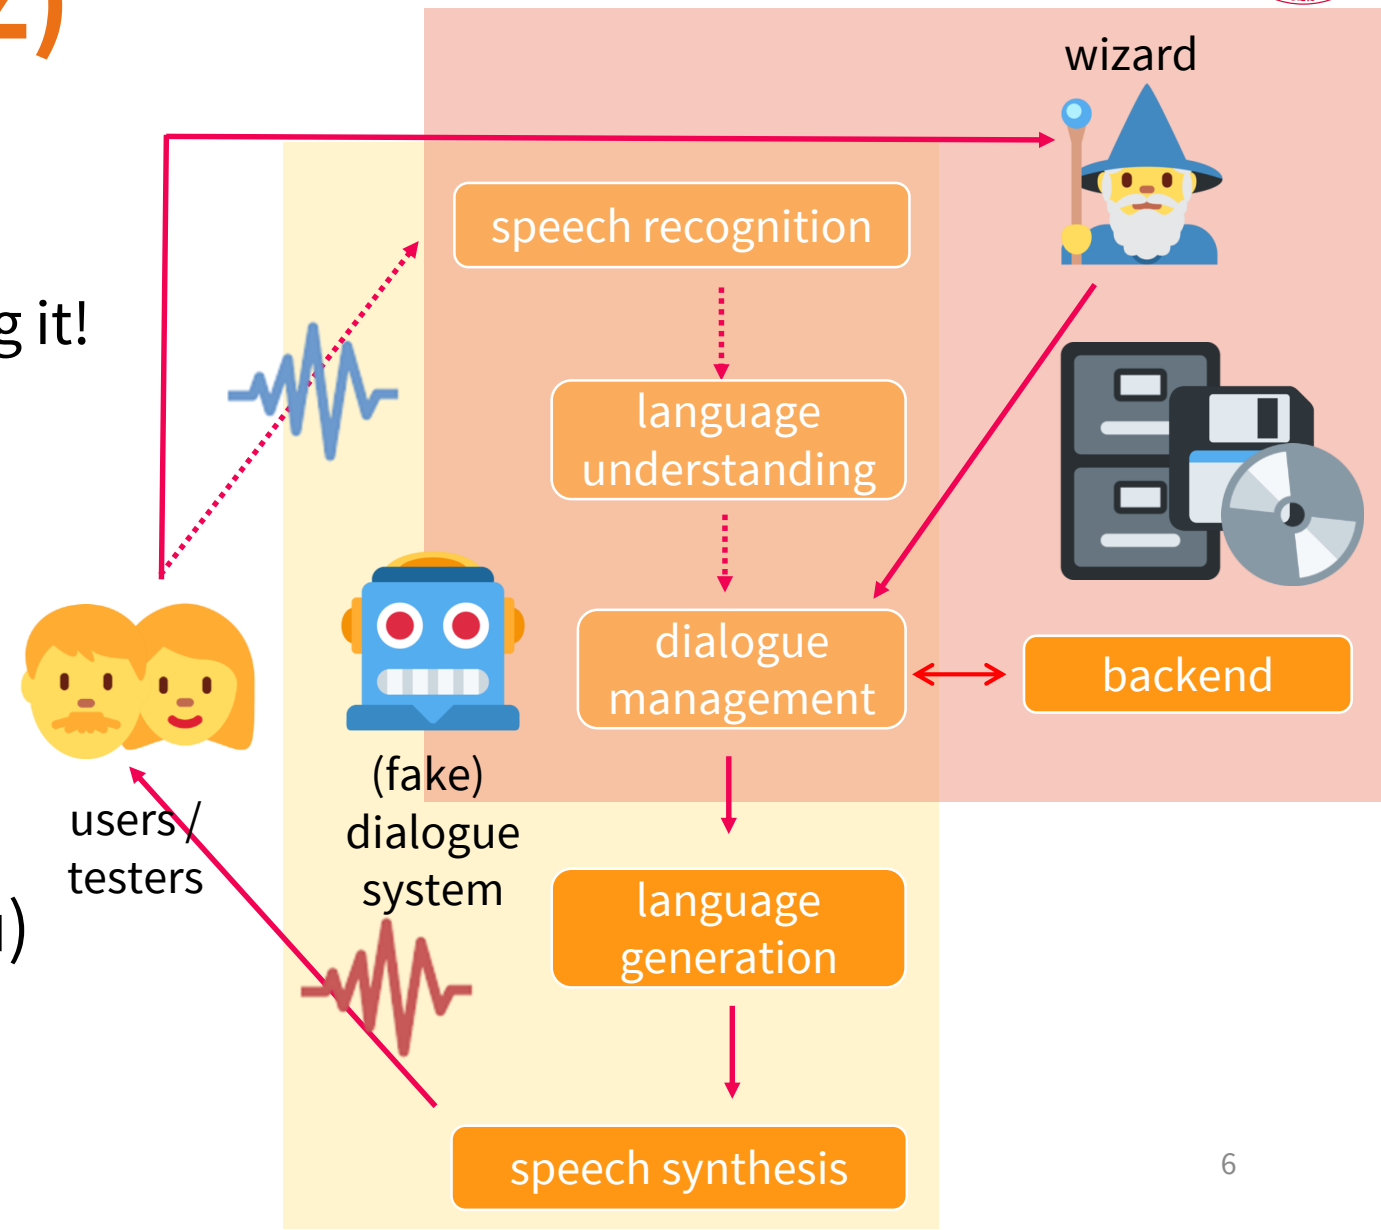 Z)
wizard
speech recognition
g it!
language
understanding
dialogue
management
backend
(fake)
dialogue
system
users /
testers
language
generation
speech synthesis
6